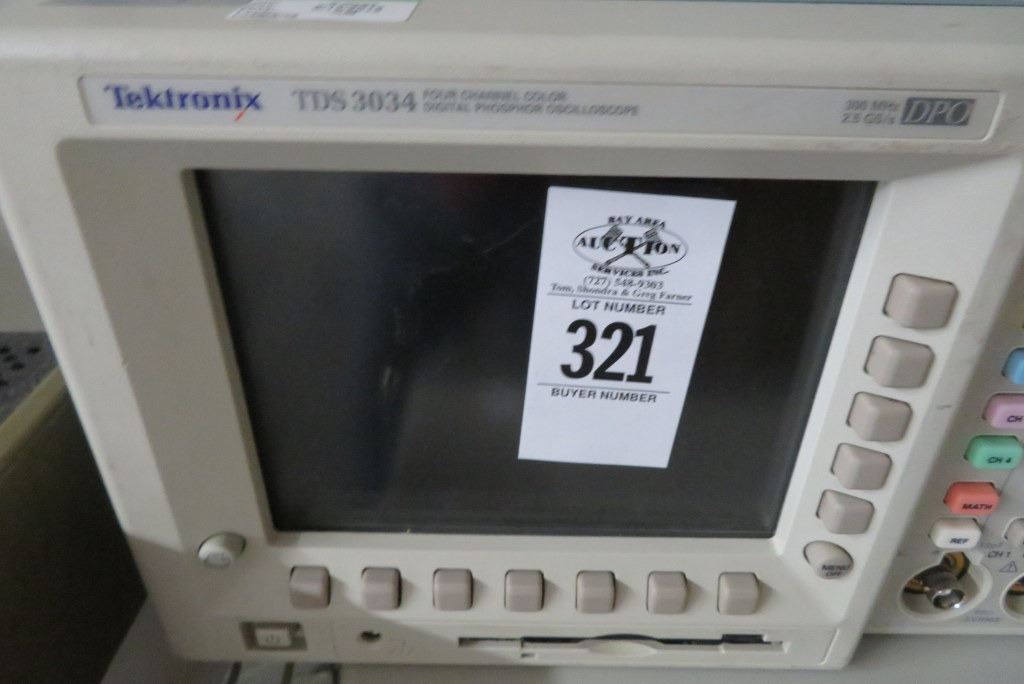 Tektronix TDS 3034 FOUR CHANNEL COLOR
DIGITAL PHOSPHOR OSCILLOSCOPE
300 MHz
2.5 GS/s
DPO
BAY AREA
AUCTION
SERVICES INC.
(727) 548-9303
Tom, Shondra & Greg Farner
LOT NUMBER
321
BUYER NUMBER
CH
CH 4
MATH
REF
MENU
OFF
CH 1